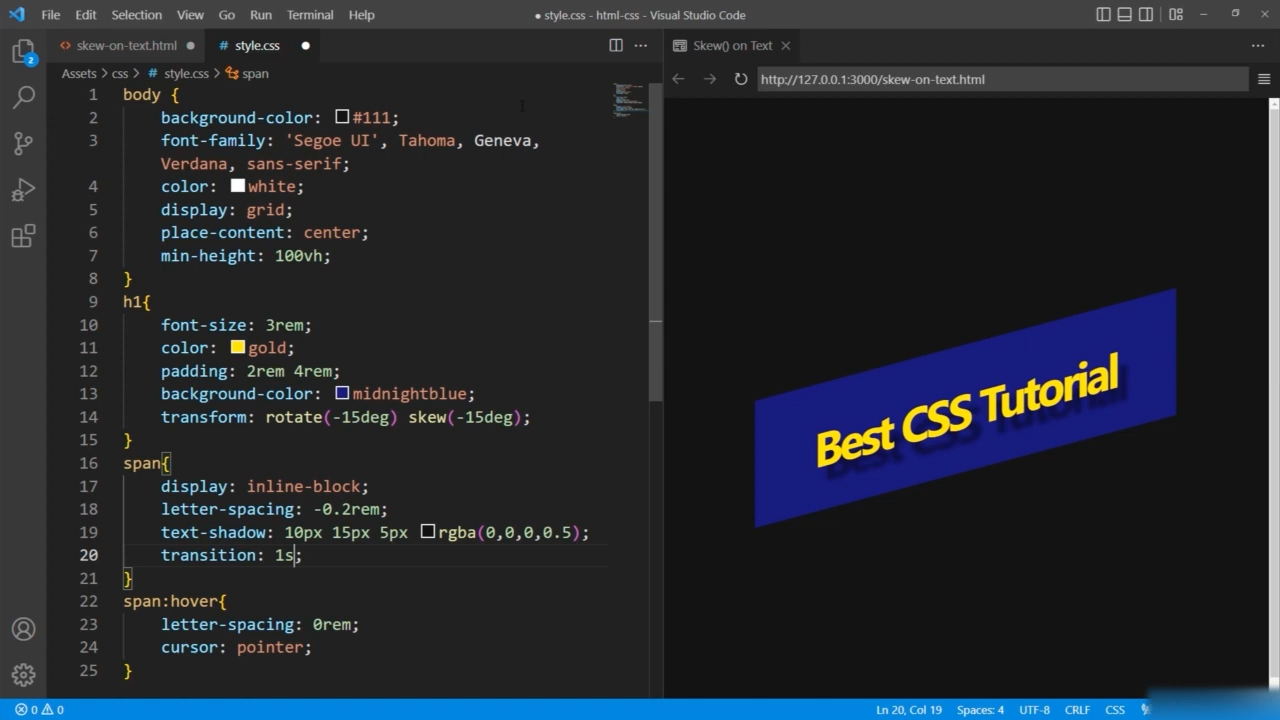 File Edit Selection View Go Run Terminal Help
● style.css - html-css - Visual Studio Code
skew-on-text.html
# style.css
Skew() on Text
Assets > css > # style.css > span
http://127.0.0.1:3000/skew-on-text.html
2
1 body {
2 background-color: #111;
3 font-family: 'Segoe UI', Tahoma, Geneva,
Verdana, sans-serif;
4 color: white;
5 display: grid;
6 place-content: center;
7 min-height: 100vh;
8 }
9 h1{
10 font-size: 3rem;
11 color: gold;
12 padding: 2rem 4rem;
13 background-color: midnightblue;
14 transform: rotate(-15deg) skew(-15deg);
15 }
16 span{
17 display: inline-block;
18 letter-spacing: -0.2rem;
19 text-shadow: 10px 15px 5px rgba(0,0,0,0.5);
20 transition: 1s;
21 }
22 span:hover{
23 letter-spacing: 0rem;
24 cursor: pointer;
25 }
Best CSS Tutorial
0 0
Ln 20, Col 19 Spaces: 4 UTF-8 CRLF CSS